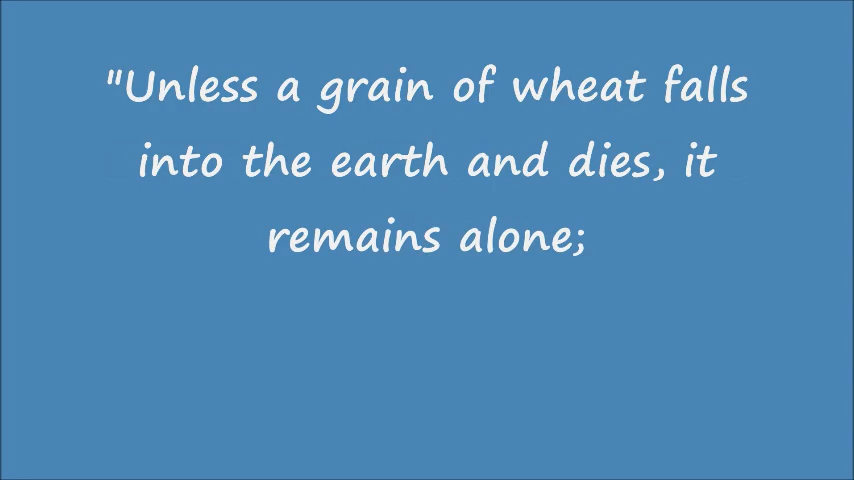 "Unless a grain of wheat falls
into the earth and dies, it
remains alone;